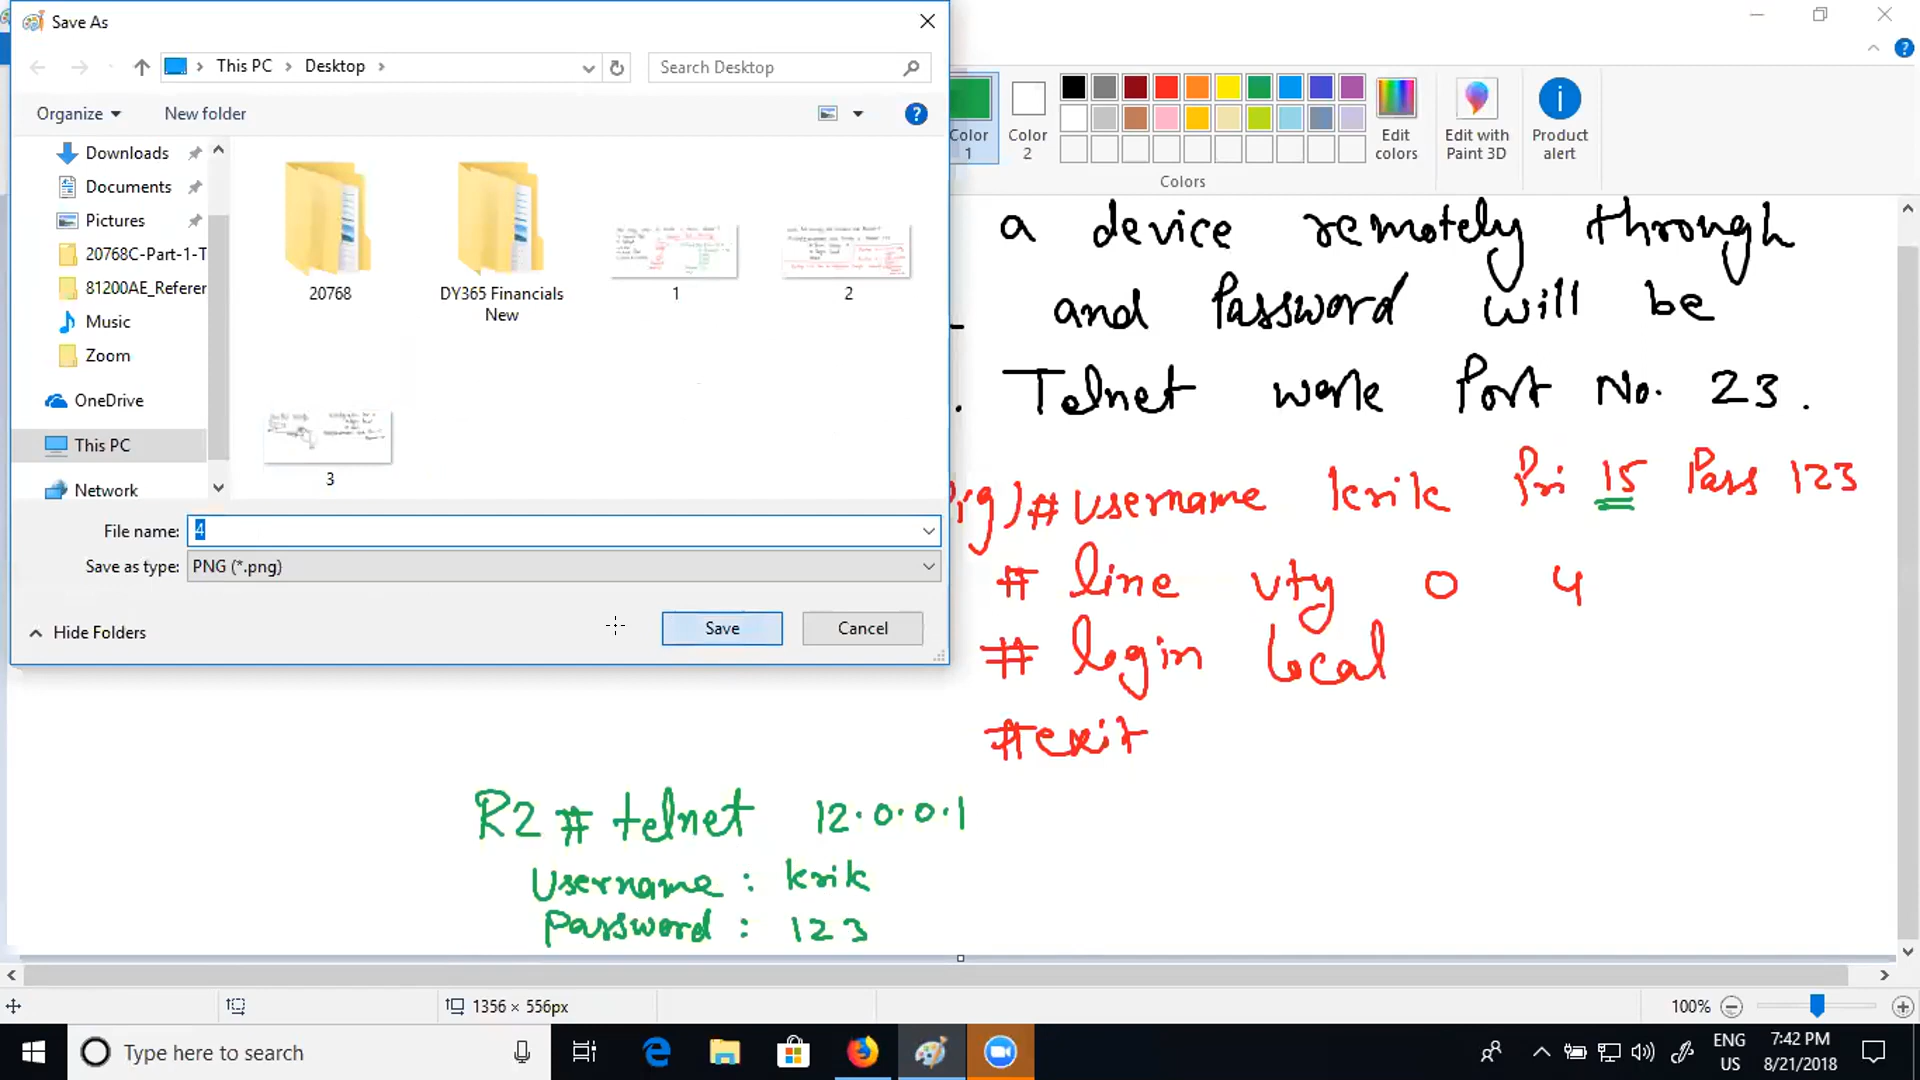 Save As
This PC
Desktop
Search Desktop
Organize
New folder
Downloads
Documents
Pictures
20768C-Part-1-T
81200AE_Referer
Music
Zoom
OneDrive
This PC
Network
20768
DY365 Financials
New
1
2
3
File name: 4
Save as type: PNG (*.png)
Hide Folders
Save
Cancel
Color
1
Color
2
Edit
colors
Edit with
Paint 3D
Product
alert
Colors
a device remotely through
and Password will be
. Telnet work Port No. 23.
ig)# username krik Pri 15 Pass 123
# line vty 0 4
# login local
#exit
R2 # telnet 12.0.0.1
Username : krik
Password : 123
1356 × 556px
100%
Type here to search
ENG
US
7:42 PM
8/21/2018